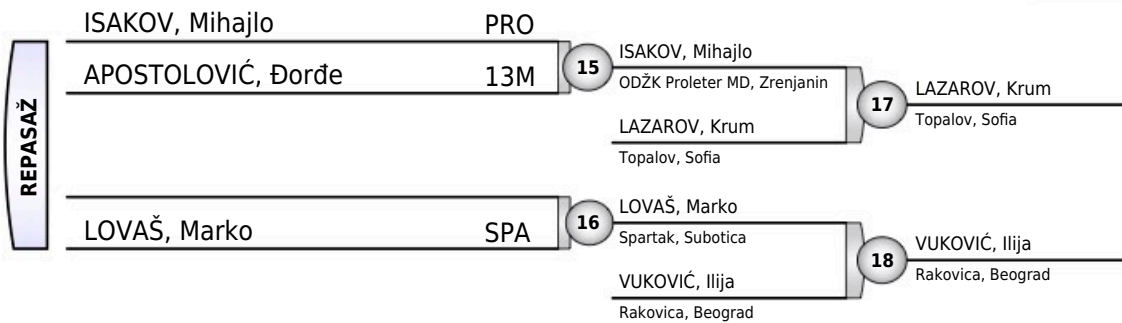 REPASAŽ
ISAKOV, Mihajlo PRO
APOSTOLOVIĆ, Đorđe 13M
15
ISAKOV, Mihajlo
ODŽK Proleter MD, Zrenjanin
LAZAROV, Krum
Topalov, Sofia
17
LAZAROV, Krum
Topalov, Sofia
LOVAŠ, Marko SPA
16
LOVAŠ, Marko
Spartak, Subotica
VUKOVIĆ, Ilija
Rakovica, Beograd
18
VUKOVIĆ, Ilija
Rakovica, Beograd